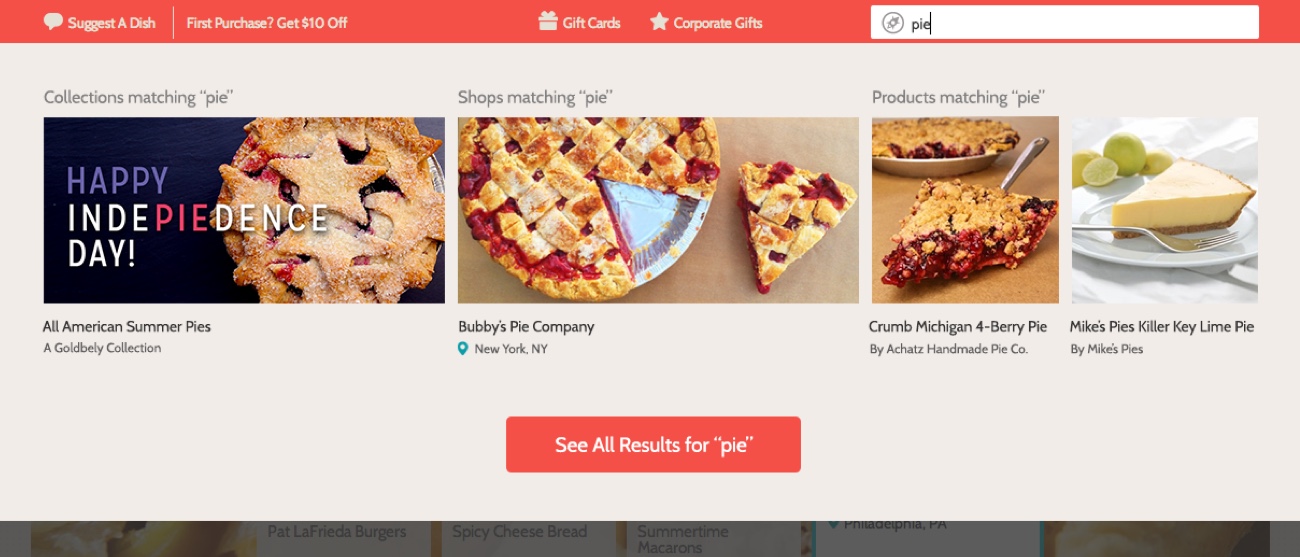 Suggest A Dish
First Purchase? Get $10 Off
Gift Cards
Corporate Gifts
pie
Collections matching “pie”
Shops matching “pie”
Products matching “pie”
HAPPY
INDEPIEDENCE
DAY!
All American Summer Pies
A Goldbely Collection
Bubby's Pie Company
New York, NY
Crumb Michigan 4-Berry Pie
By Achatz Handmade Pie Co.
Mike's Pies Killer Key Lime Pie
By Mike's Pies
See All Results for “pie”
Pat LaFrieda Burgers
Spicy Cheese Bread
Summertime
Macarons
Philadelphia, PA